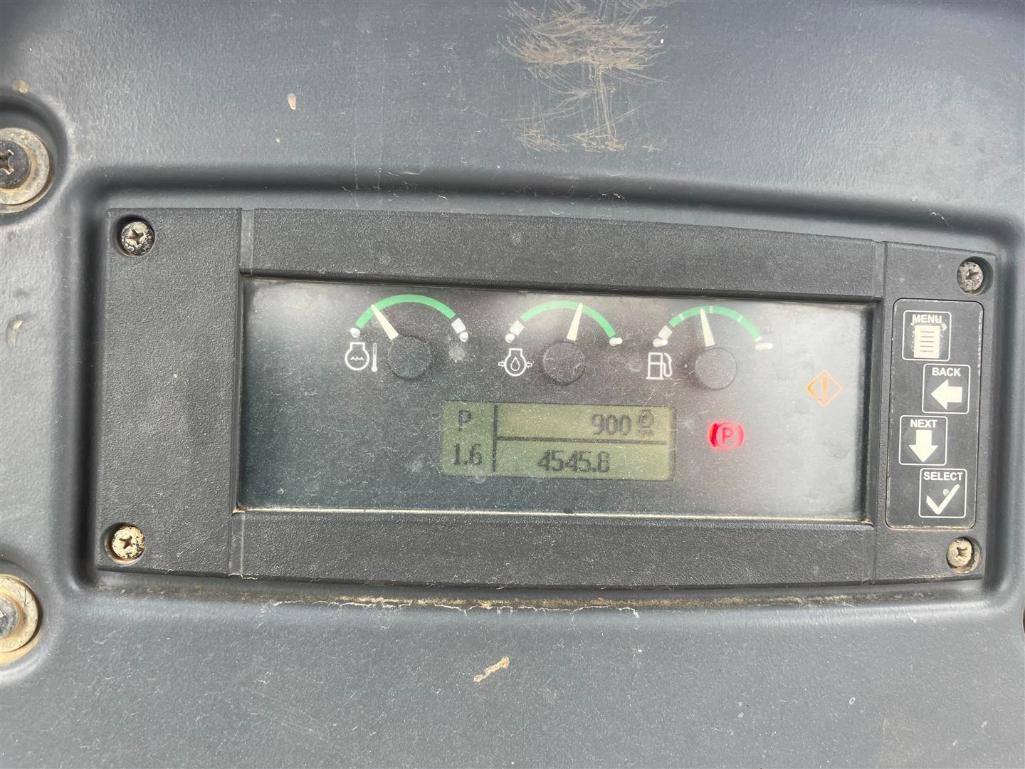 MENU
BACK
P 900
(P)
NEXT
1.6 4545.8
SELECT